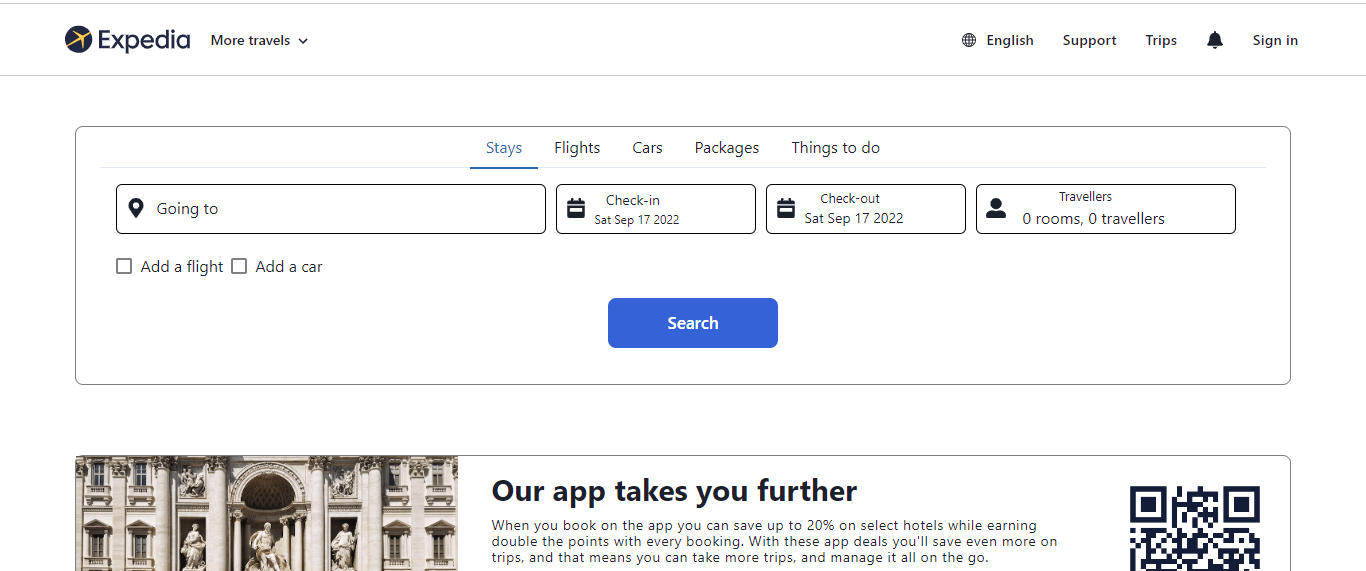 Expedia More travels English Support Trips Sign in
Stays Flights Cars Packages Things to do
Going to
Check-in
Sat Sep 17 2022
Check-out
Sat Sep 17 2022
Travellers
0 rooms, 0 travellers
Add a flight Add a car
Search
Our app takes you further
When you book on the app you can save up to 20% on select hotels while earning
double the points with every booking. With these app deals you'll save even more on
trips, and that means you can take more trips, and manage it all on the go.